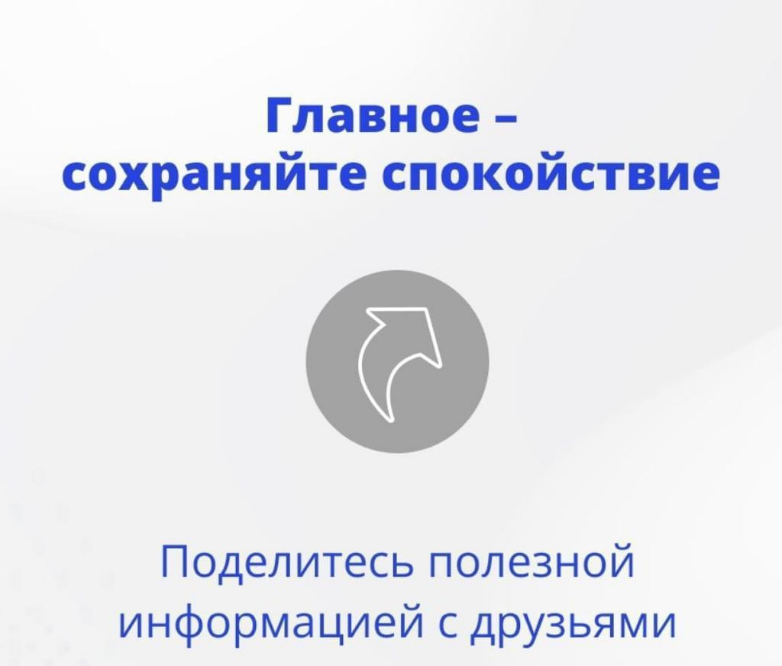 Главное –
сохраняйте спокойствие
Поделитесь полезной
информацией с друзьями